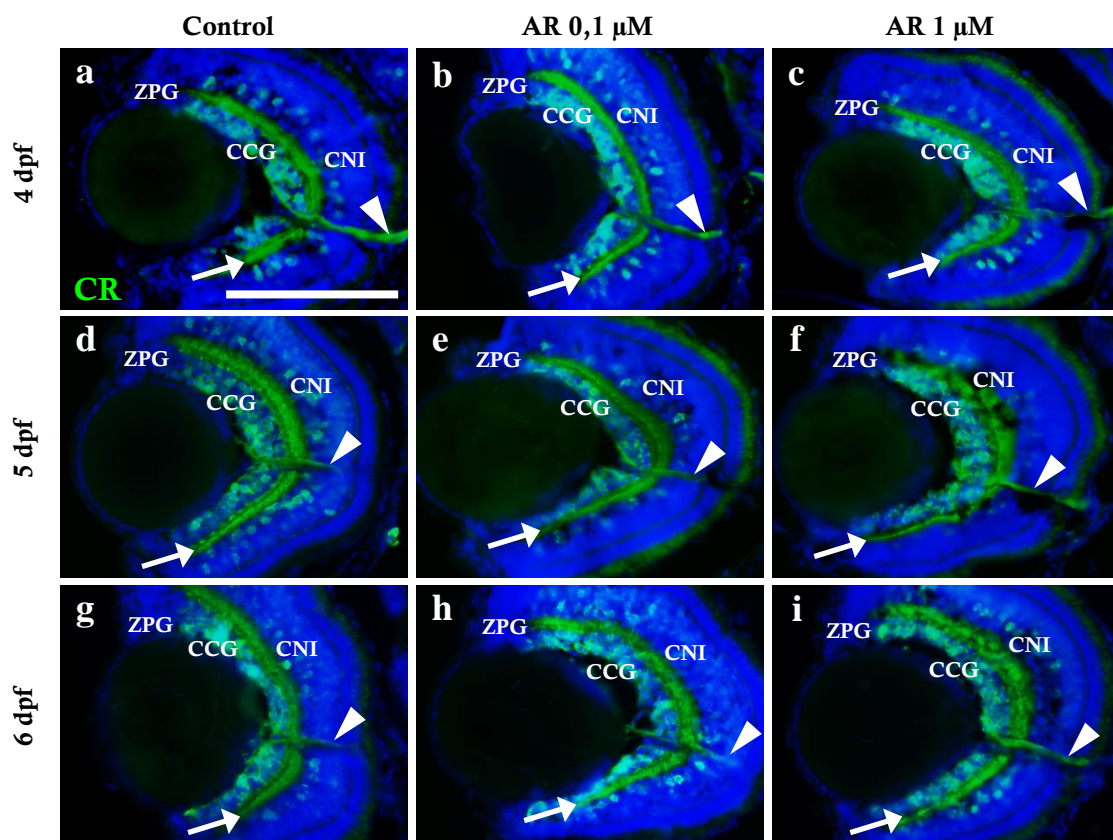 Control
AR 0,1 µM
AR 1 µM
4 dpf
a
ZPG
CCG
CNI
CR
b
ZPG
CCG
CNI
c
ZPG
CCG
CNI
5 dpf
d
ZPG
CCG
CNI
e
ZPG
CCG
CNI
f
ZPG
CCG
CNI
6 dpf
g
ZPG
CCG
CNI
h
ZPG
CCG
CNI
i
ZPG
CCG
CNI